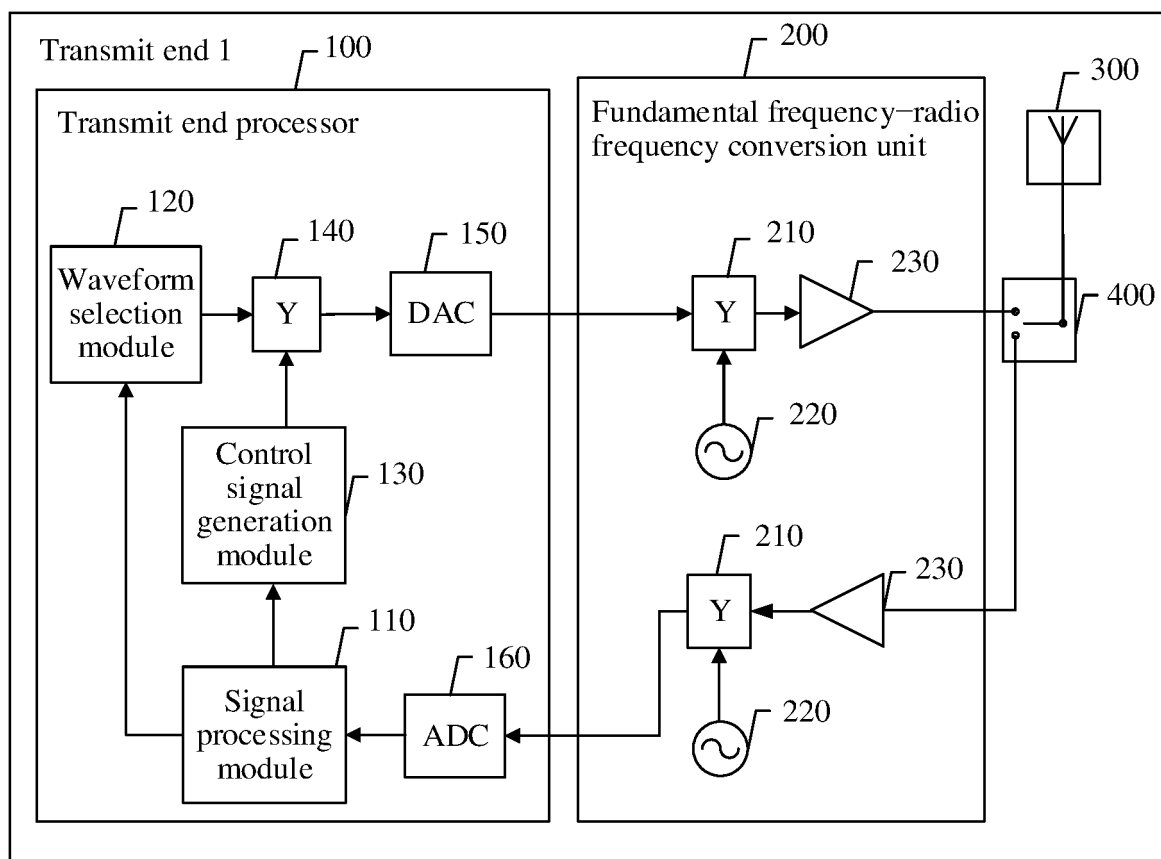 Transmit end 1
100
200
300
Transmit end processor
Fundamental frequency−radio
frequency conversion unit
120
140
150
210
230
400
Waveform
selection
module
Y
DAC
Y
220
Control
signal
generation
module
130
210
230
Y
110
160
220
Signal
processing
module
ADC